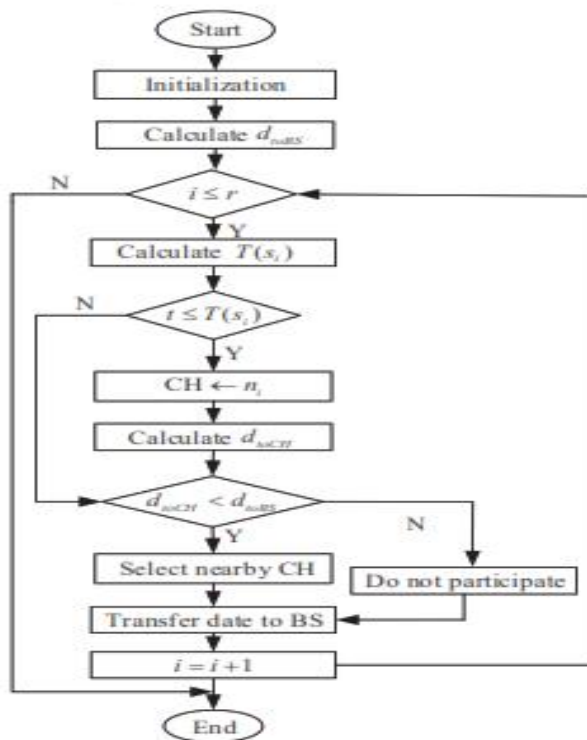 Start
Initialization
Calculate d_toBS
N
i ≤ r
Y
Calculate T(s_i)
N
t ≤ T(s_i)
Y
CH ← n_i
Calculate d_toCH
d_toCH < d_toBS
N
Y
Select nearby CH
Do not participate
Transfer date to BS
i = i + 1
End